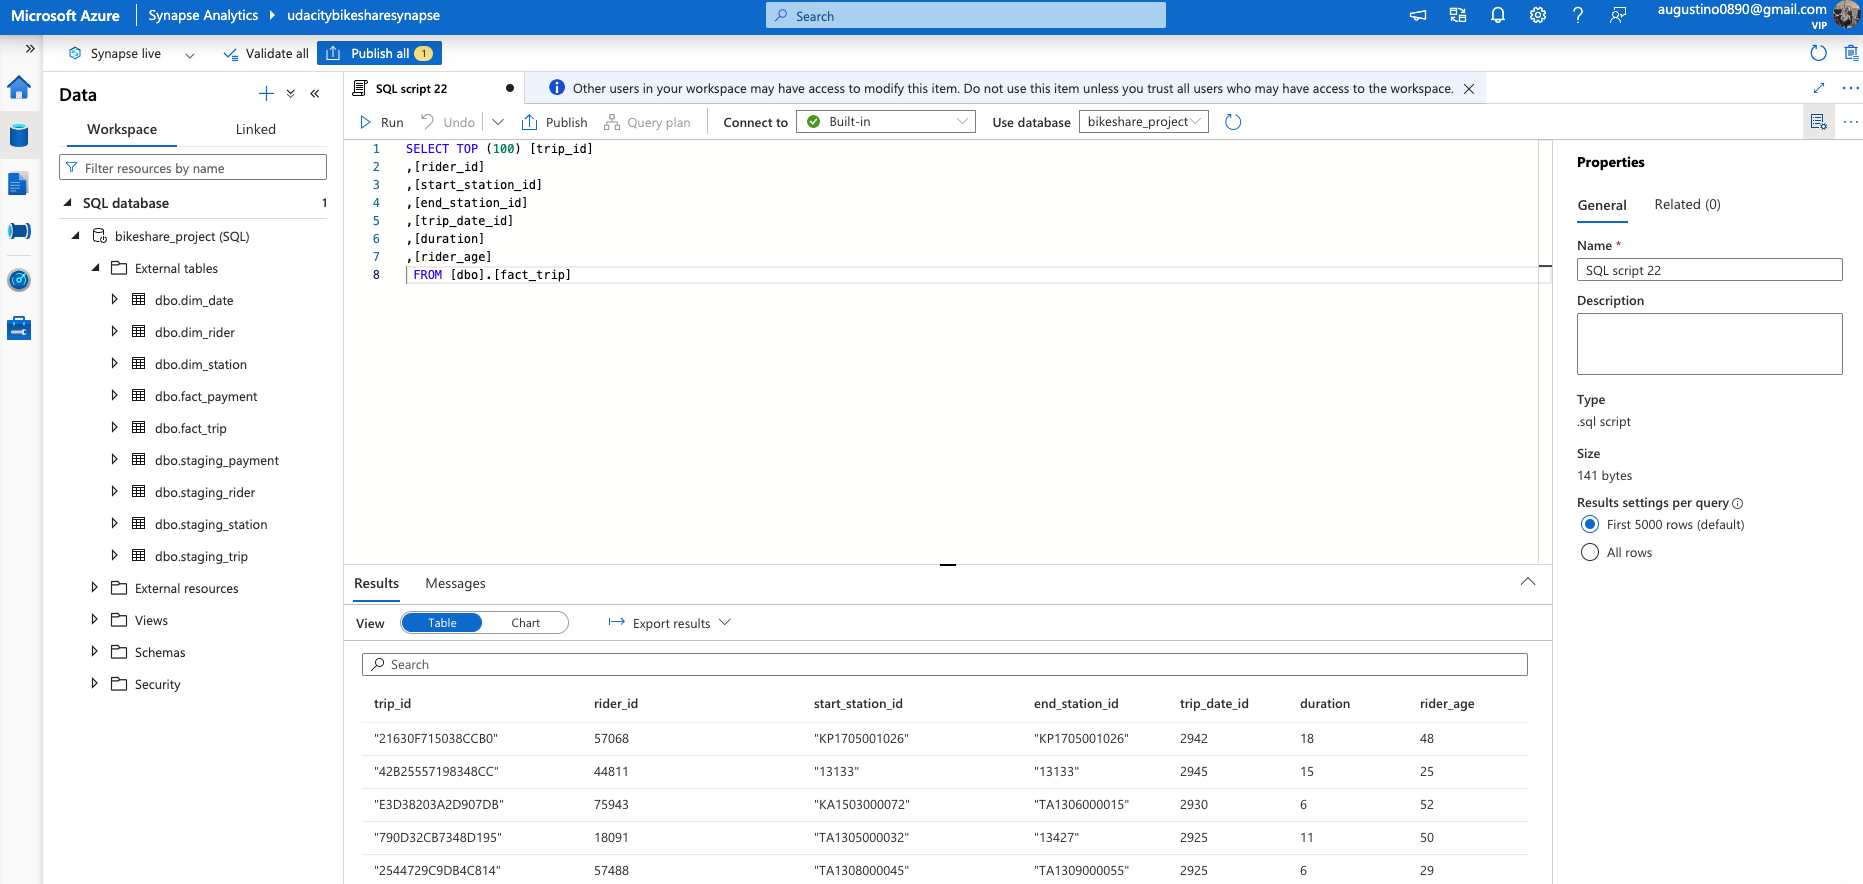 Microsoft Azure Synapse Analytics udacitybikesharesynapse
Search
augustino0890@gmail.com
VIP
Synapse live
Validate all
Publish all 1
Data
Workspace Linked
Filter resources by name
SQL database 1
bikeshare_project (SQL)
External tables
dbo.dim_date
dbo.dim_rider
dbo.dim_station
dbo.fact_payment
dbo.fact_trip
dbo.staging_payment
dbo.staging_rider
dbo.staging_station
dbo.staging_trip
External resources
Views
Schemas
Security
SQL script 22
Other users in your workspace may have access to modify this item. Do not use this item unless you trust all users who may have access to the workspace.
Run Undo Publish Query plan Connect to Built-in Use database bikeshare_project
1 SELECT TOP (100) [trip_id]
2 ,[rider_id]
3 ,[start_station_id]
4 ,[end_station_id]
5 ,[trip_date_id]
6 ,[duration]
7 ,[rider_age]
8 FROM [dbo].[fact_trip]
Results Messages
View Table Chart Export results
Search
trip_id rider_id start_station_id end_station_id trip_date_id duration rider_age
"21630F715038CCB0" 57068 "KP1705001026" "KP1705001026" 2942 18 48
"42B25557198348CC" 44811 "13133" "13133" 2945 15 25
"E3D38203A2D907DB" 75943 "KA1503000072" "TA1306000015" 2930 6 52
"790D32CB7348D195" 18091 "TA1305000032" "13427" 2925 11 50
"2544729C9DB4C814" 57488 "TA1308000045" "TA1309000055" 2925 6 29
Properties
General Related (0)
Name *
SQL script 22
Description
Type
.sql script
Size
141 bytes
Results settings per query
First 5000 rows (default)
All rows